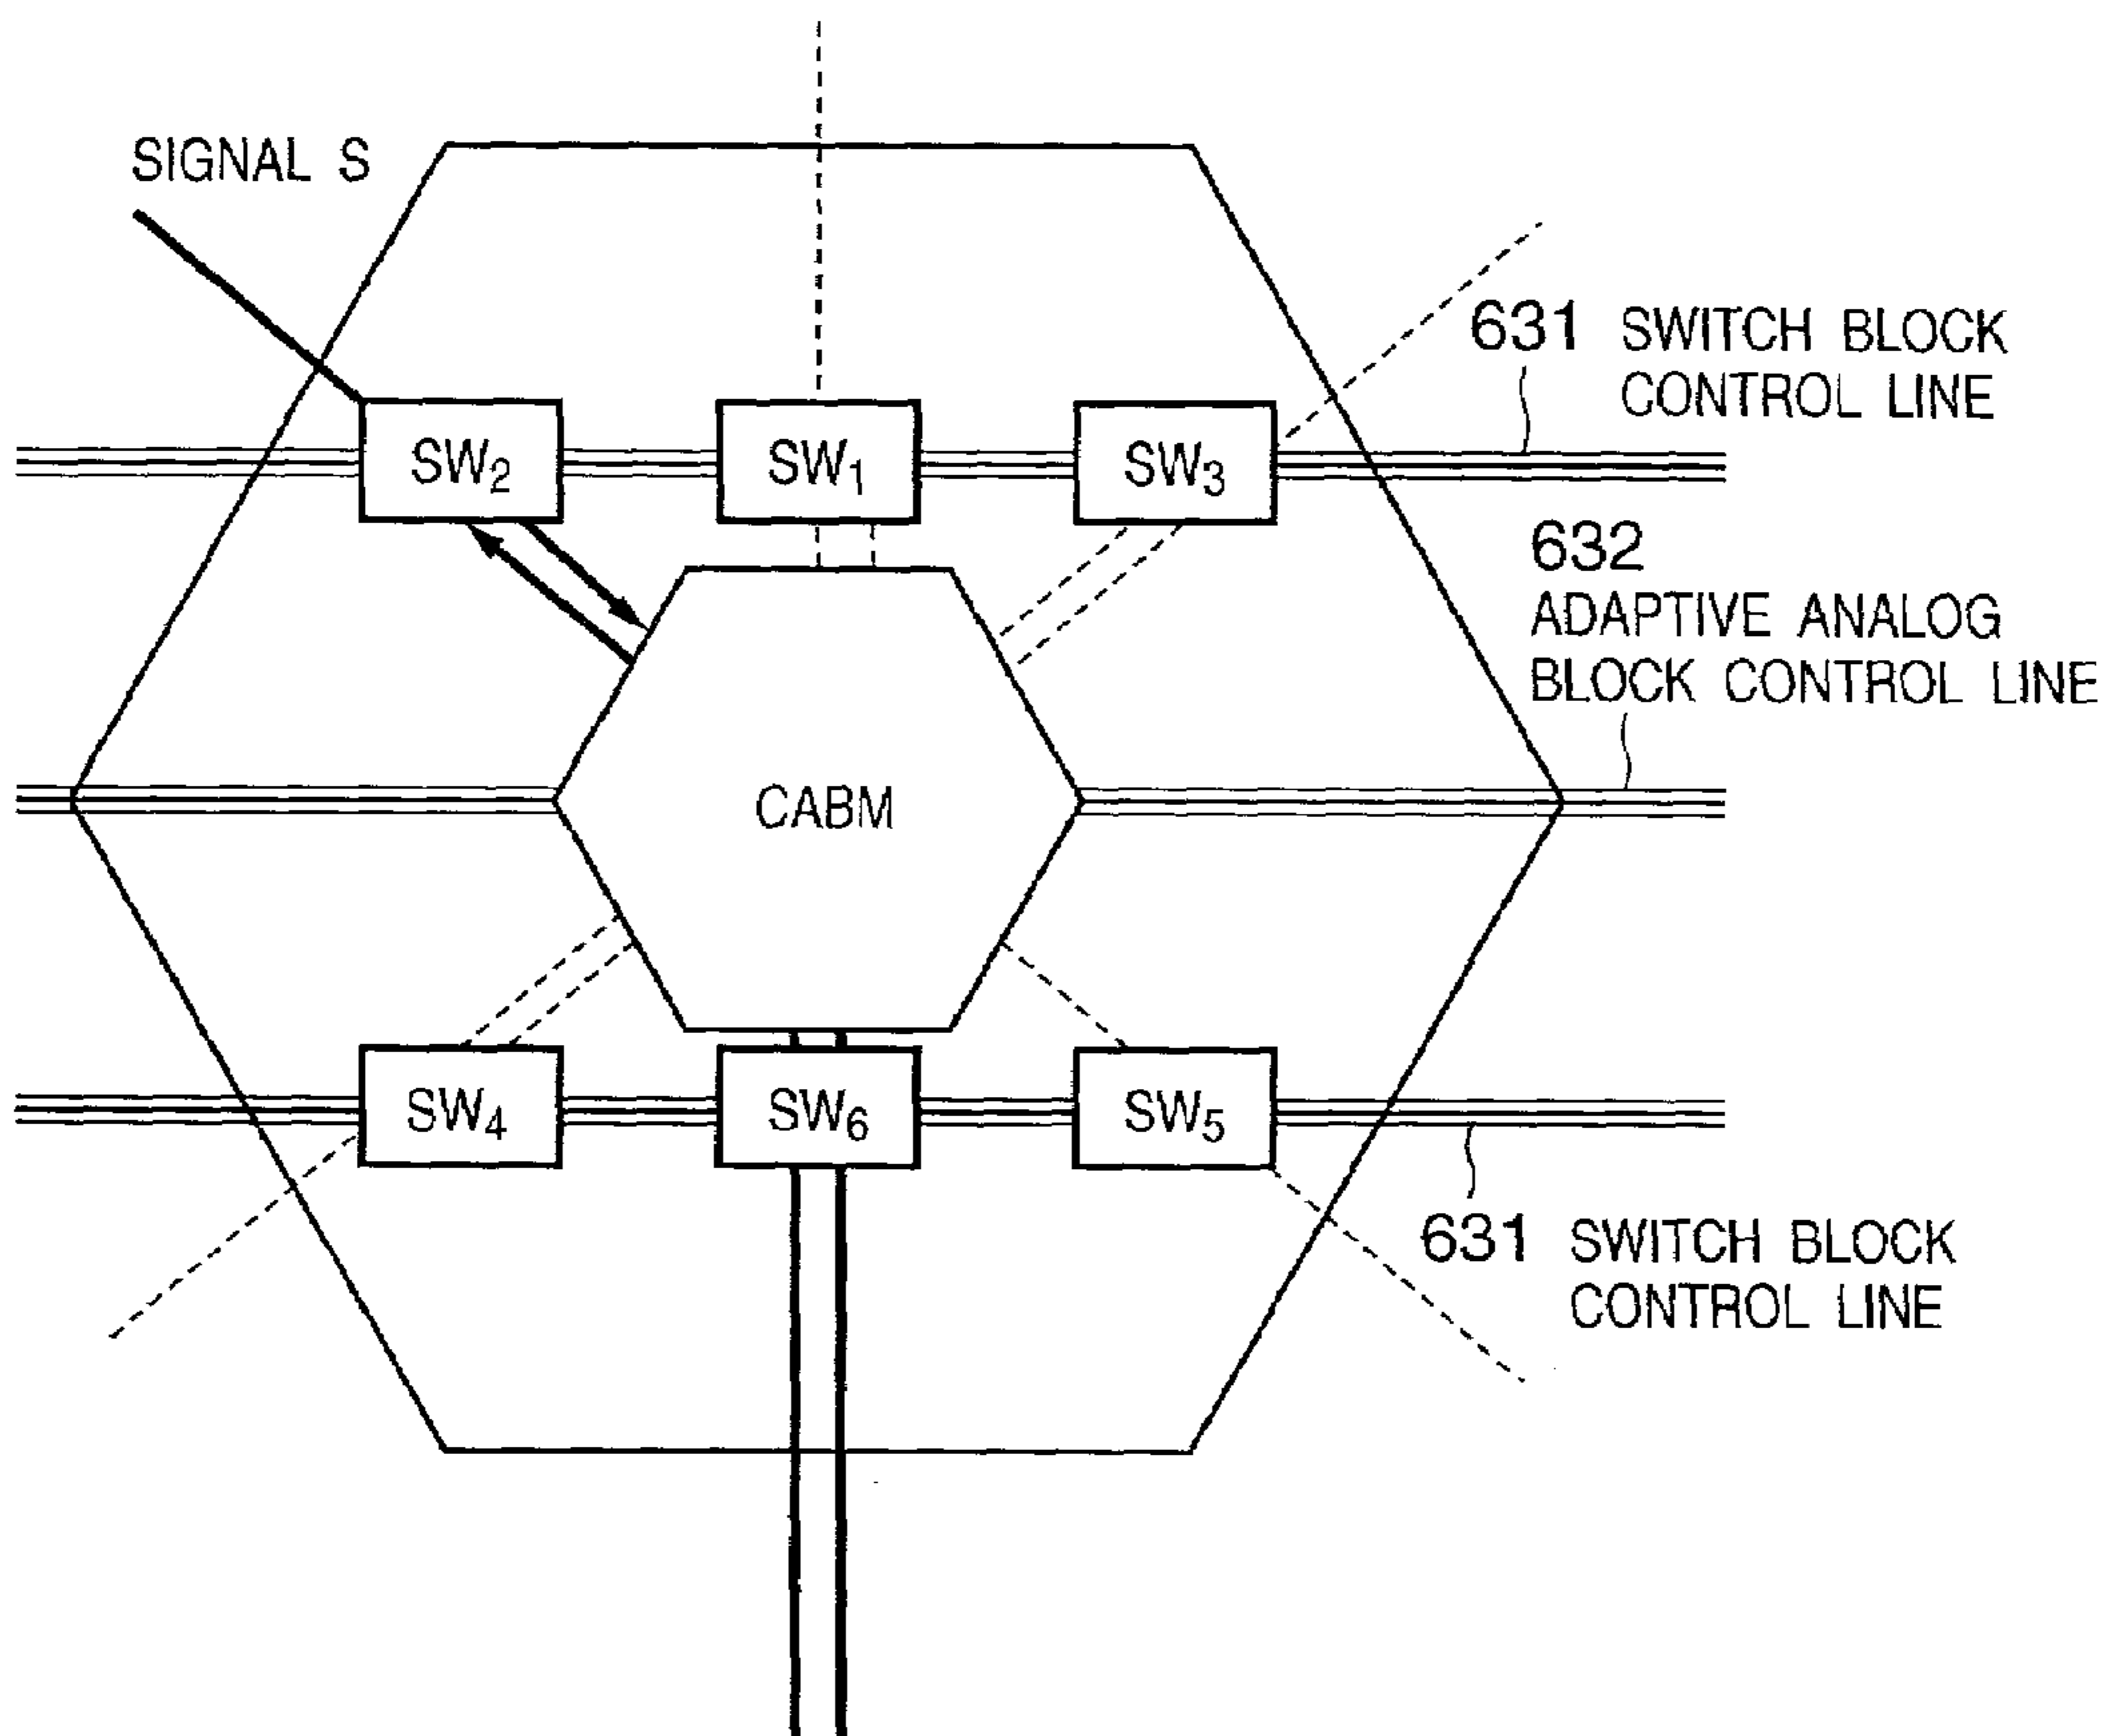 SIGNAL S
631 SWITCH BLOCK
CONTROL LINE
SW2
SW1
SW3
632
ADAPTIVE ANALOG
BLOCK CONTROL LINE
CABM
SW4
SW6
SW5
631 SWITCH BLOCK
CONTROL LINE